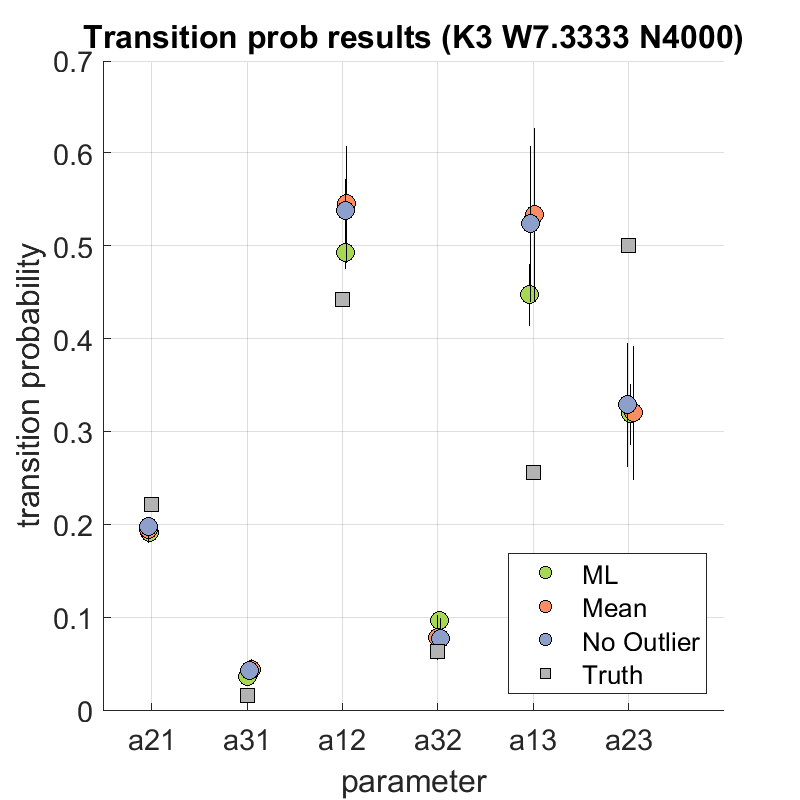 Transition prob results (K3 W7.3333 N4000)
0.7
0.6
0.5
0.4
0.3
0.2
0.1
0
transition probability
ML
Mean
No Outlier
Truth
a21 a31 a12 a32 a13 a23
parameter